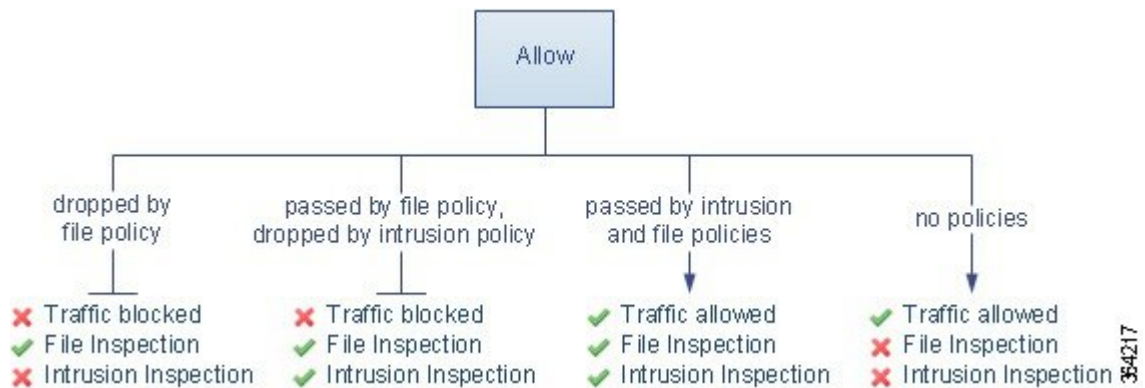 Allow
dropped by
file policy
passed by file policy,
dropped by intrusion policy
passed by intrusion
and file policies
no policies
Traffic blocked
File Inspection
Intrusion Inspection
Traffic blocked
File Inspection
Intrusion Inspection
Traffic allowed
File Inspection
Intrusion Inspection
Traffic allowed
File Inspection
Intrusion Inspection
364217